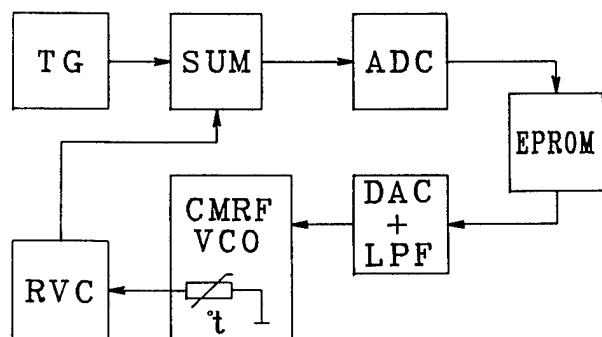 TG
SUM
ADC
EPROM
CMRF
VCO
DAC
+
LPF
RVC
°t